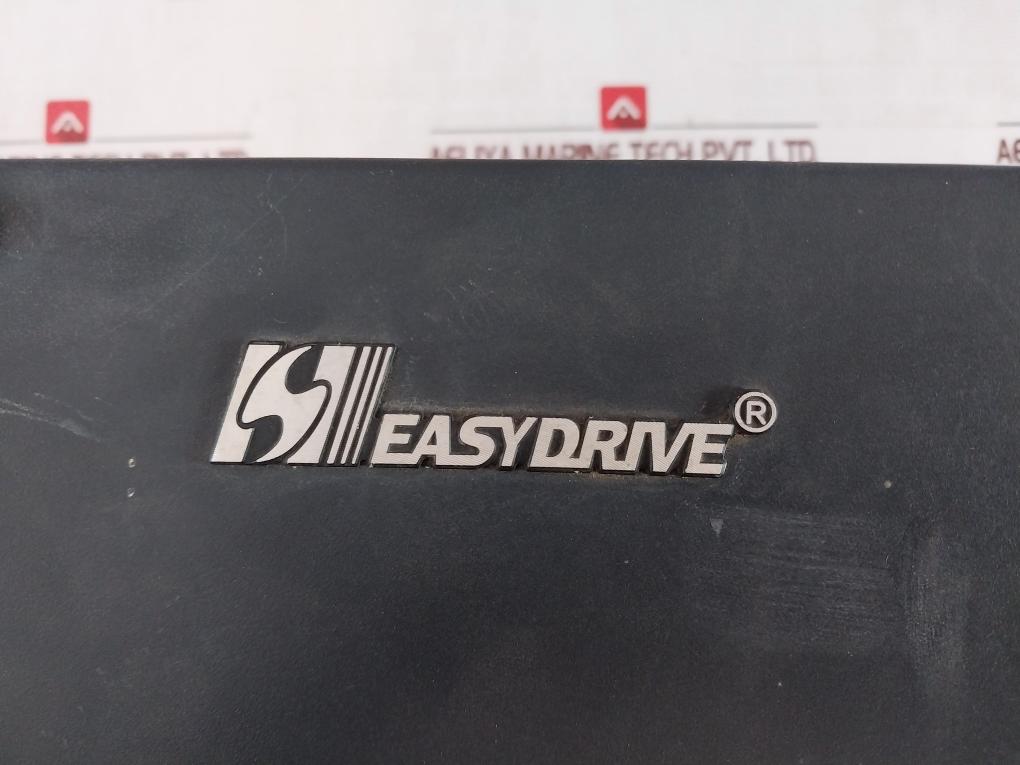 AELIYA MARINE TECH PVT. LTD.
EASYDRIVE®